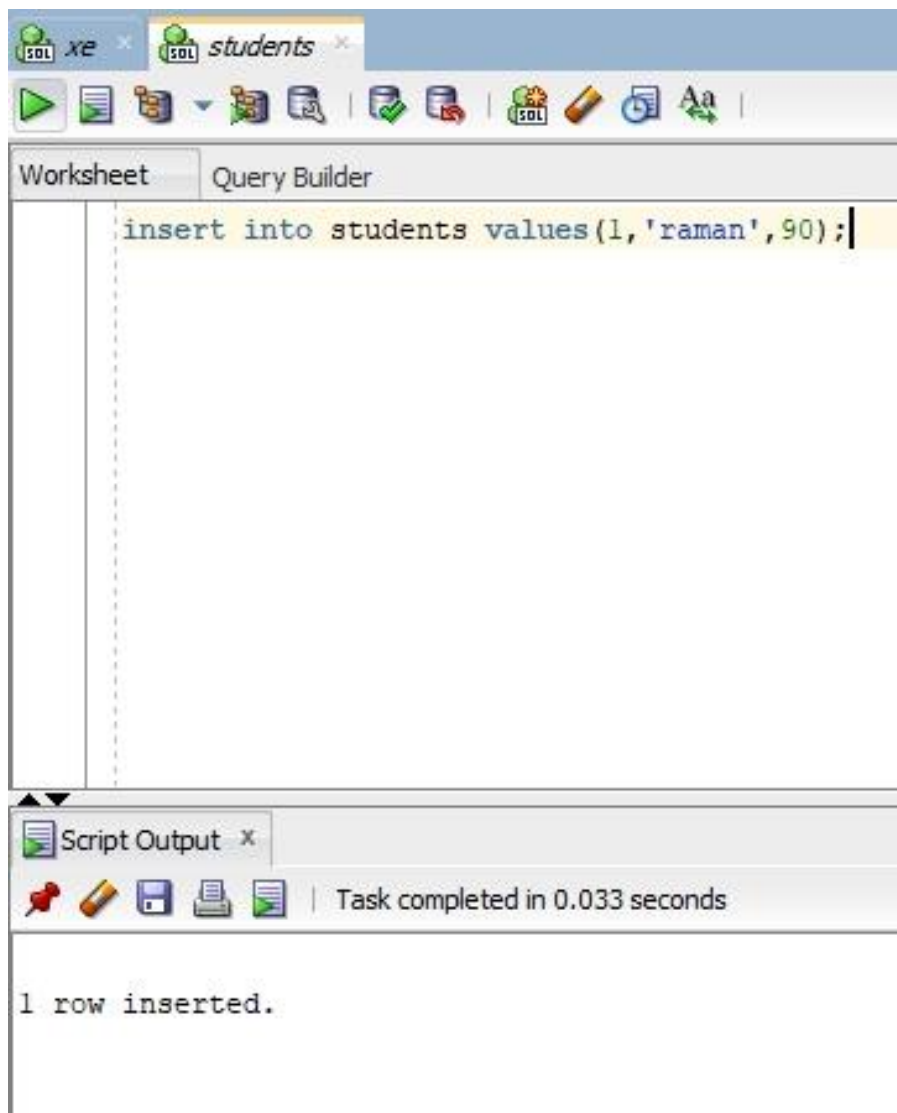 xe students
Worksheet Query Builder
insert into students values(1,'raman',90);
Script Output x
Task completed in 0.033 seconds
1 row inserted.